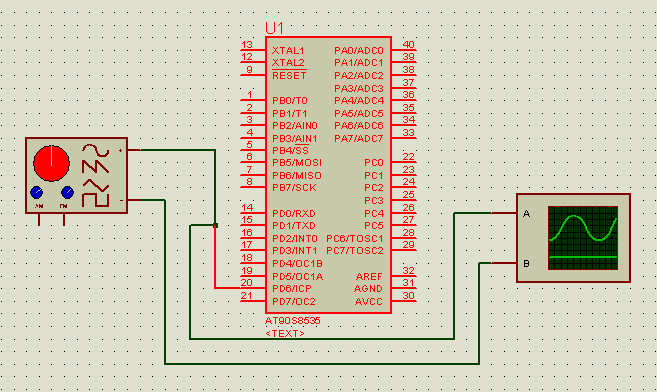 U1
13 XTAL1 PA0/ADC0 40
12 XTAL2 PA1/ADC1 39
9 RESET PA2/ADC2 38
PA3/ADC3 37
1 PB0/T0 PA4/ADC4 36
2 PB1/T1 PA5/ADC5 35
3 PB2/AIN0 PA6/ADC6 34
4 PB3/AIN1 PA7/ADC7 33
5 PB4/SS
6 PB5/MOSI PC0 22
7 PB6/MISO PC1 23
8 PB7/SCK PC2 24
PC3 25
14 PD0/RXD PC4 26
15 PD1/TXD PC5 27
16 PD2/INT0 PC6/TOSC1 28
17 PD3/INT1 PC7/TOSC2 29
18 PD4/OC1B
19 PD5/OC1A AREF 32
20 PD6/ICP AGND 31
21 PD7/OC2 AVCC 30
AT90S8535
<TEXT>
+
-
AM FM
A
B